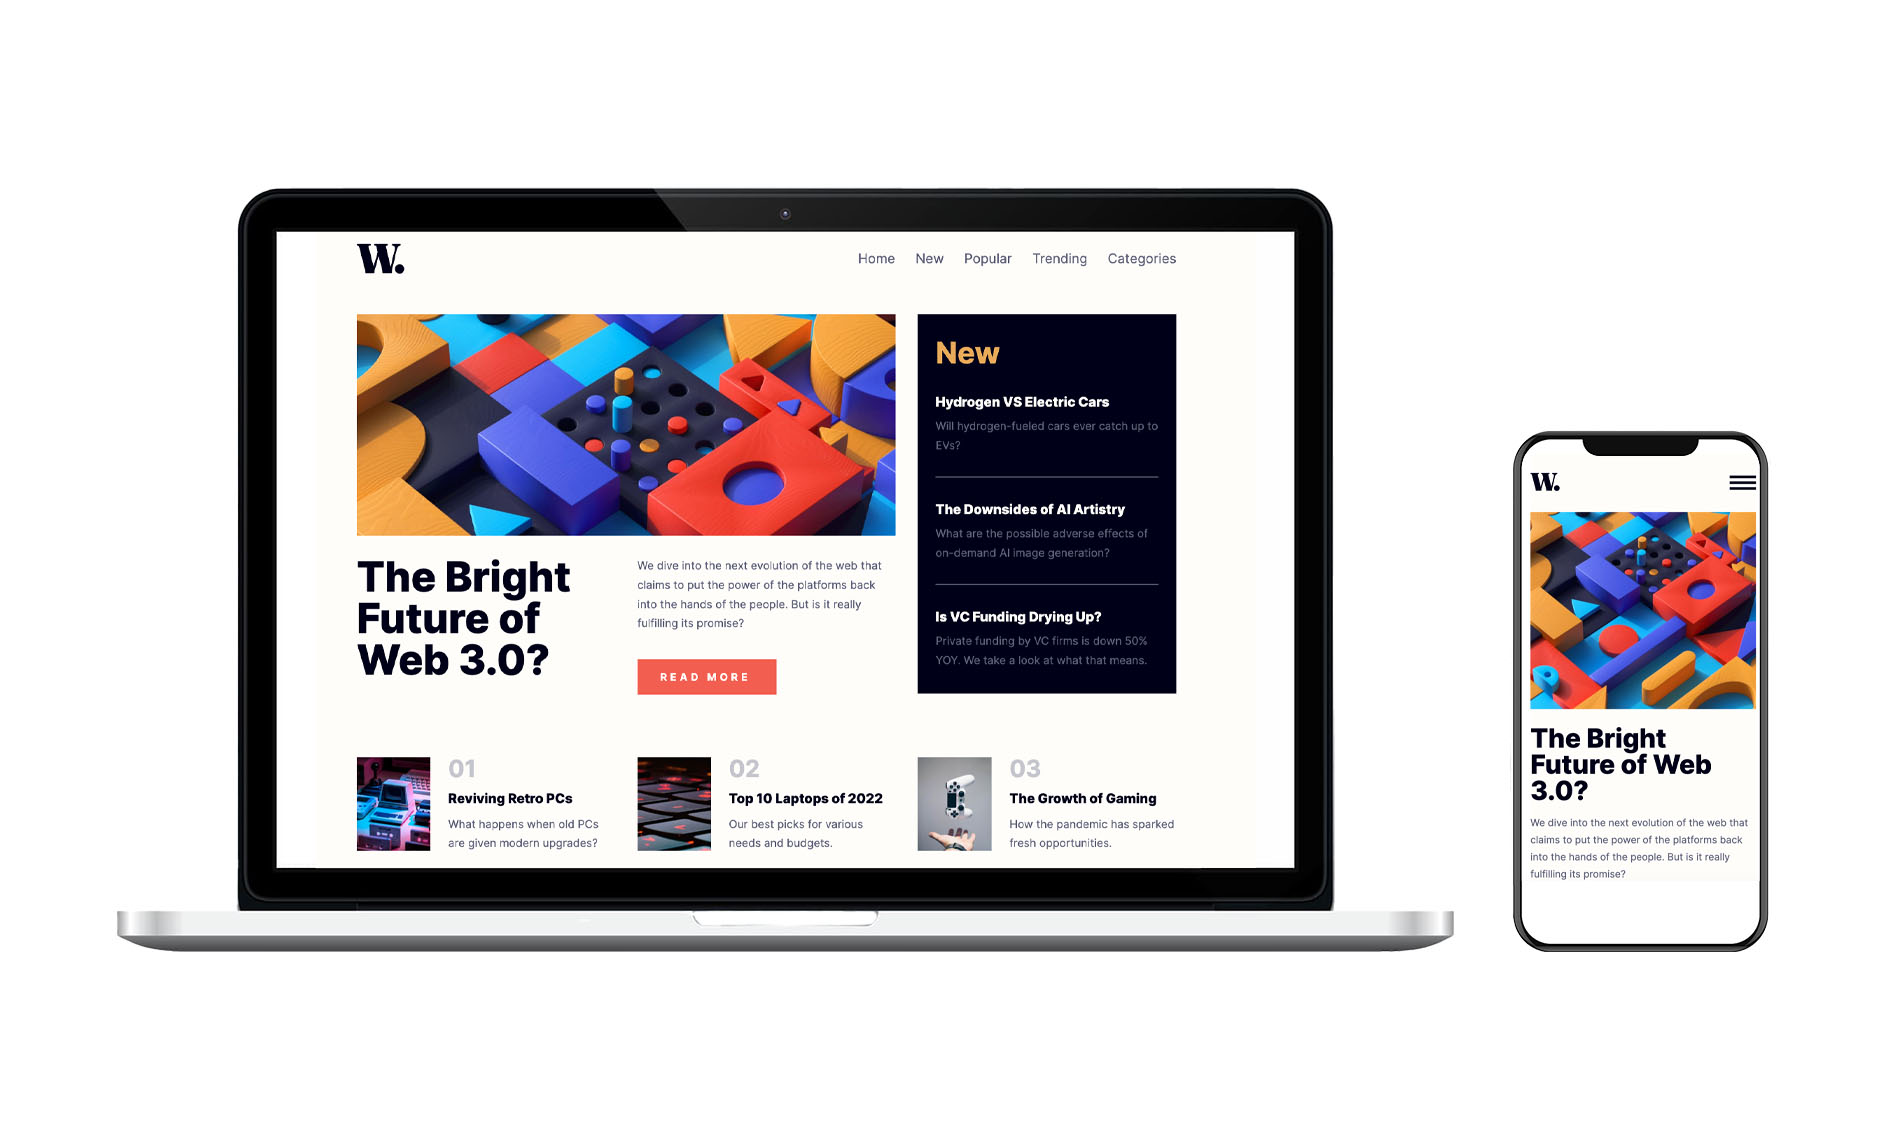 W.
Home New Popular Trending Categories
The Bright
Future of
Web 3.0?
We dive into the next evolution of the web that
claims to put the power of the platforms back
into the hands of the people. But is it really
fulfilling its promise?
READ MORE
New
Hydrogen VS Electric Cars
Will hydrogen-fueled cars ever catch up to
EVs?
The Downsides of AI Artistry
What are the possible adverse effects of
on-demand AI image generation?
Is VC Funding Drying Up?
Private funding by VC firms is down 50%
YOY. We take a look at what that means.
01
Reviving Retro PCs
What happens when old PCs
are given modern upgrades?
02
Top 10 Laptops of 2022
Our best picks for various
needs and budgets.
03
The Growth of Gaming
How the pandemic has sparked
fresh opportunities.
W.
The Bright
Future of Web
3.0?
We dive into the next evolution of the web that
claims to put the power of the platforms back
into the hands of the people. But is it really
fulfilling its promise?